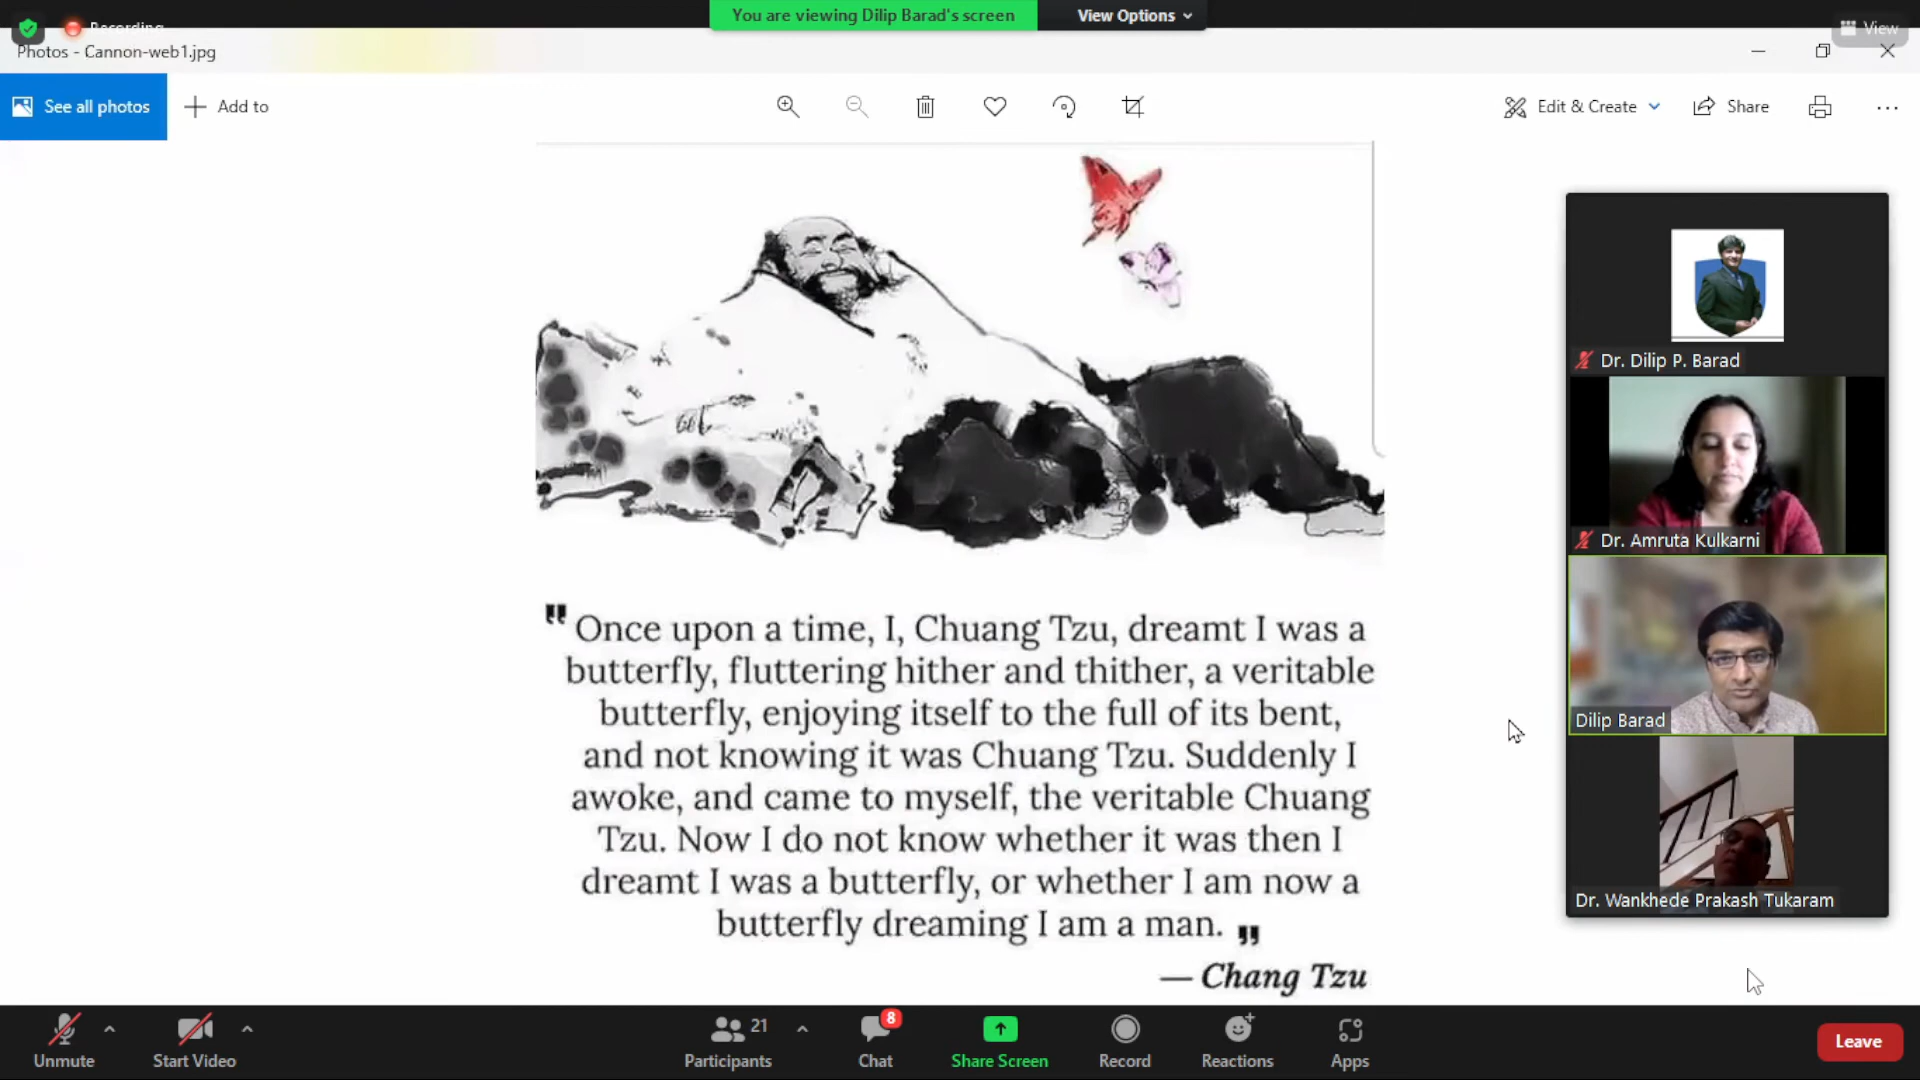 You are viewing Dilip Barad's screen
View Options
Recording
View
Photos - Cannon-web1.jpg
See all photos
Add to
Edit & Create
Share
"Once upon a time, I, Chuang Tzu, dreamt I was a
butterfly, fluttering hither and thither, a veritable
butterfly, enjoying itself to the full of its bent,
and not knowing it was Chuang Tzu. Suddenly I
awoke, and came to myself, the veritable Chuang
Tzu. Now I do not know whether it was then I
dreamt I was a butterfly, or whether I am now a
butterfly dreaming I am a man."
— Chang Tzu
Dr. Dilip P. Barad
Dr. Amruta Kulkarni
Dilip Barad
Dr. Wankhede Prakash Tukaram
Unmute
Start Video
21
Participants
8
Chat
Share Screen
Record
Reactions
Apps
Leave